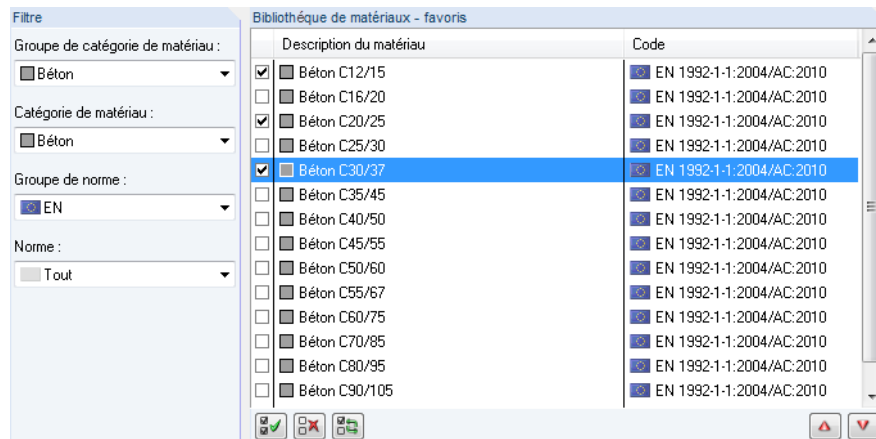 Filtre
Groupe de catégorie de matériau :
Béton
Catégorie de matériau :
Béton
Groupe de norme :
EN
Norme :
Tout
Bibliothéque de matériaux - favoris
Description du matériau Code
Béton C12/15 EN 1992-1-1:2004/AC:2010
Béton C16/20 EN 1992-1-1:2004/AC:2010
Béton C20/25 EN 1992-1-1:2004/AC:2010
Béton C25/30 EN 1992-1-1:2004/AC:2010
Béton C30/37 EN 1992-1-1:2004/AC:2010
Béton C35/45 EN 1992-1-1:2004/AC:2010
Béton C40/50 EN 1992-1-1:2004/AC:2010
Béton C45/55 EN 1992-1-1:2004/AC:2010
Béton C50/60 EN 1992-1-1:2004/AC:2010
Béton C55/67 EN 1992-1-1:2004/AC:2010
Béton C60/75 EN 1992-1-1:2004/AC:2010
Béton C70/85 EN 1992-1-1:2004/AC:2010
Béton C80/95 EN 1992-1-1:2004/AC:2010
Béton C90/105 EN 1992-1-1:2004/AC:2010